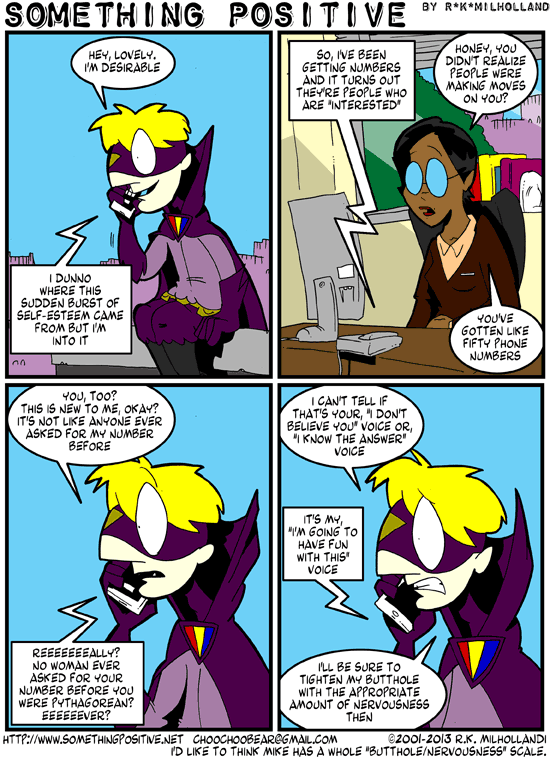 SOMETHING POSITIVE BY R*K*MILHOLLAND
HEY, LOVELY.
I'M DESIRABLE
I DUNNO
WHERE THIS
SUDDEN BURST OF
SELF-ESTEEM CAME
FROM BUT I'M
INTO IT
SO, I'VE BEEN
GETTING NUMBERS
AND IT TURNS OUT
THEY'RE PEOPLE WHO
ARE "INTERESTED"
HONEY, YOU
DIDN'T REALIZE
PEOPLE WERE
MAKING MOVES
ON YOU?
YOU'VE
GOTTEN LIKE
FIFTY PHONE
NUMBERS
YOU, TOO?
THIS IS NEW TO ME, OKAY?
IT'S NOT LIKE ANYONE EVER
ASKED FOR MY NUMBER
BEFORE
REEEEEEEALLY?
NO WOMAN EVER
ASKED FOR YOUR
NUMBER BEFORE YOU
WERE PYTHAGOREAN?
EEEEEEVER?
I CAN'T TELL IF
THAT'S YOUR, "I DON'T
BELIEVE YOU" VOICE OR,
"I KNOW THE ANSWER"
VOICE
IT'S MY,
"I'M GOING TO
HAVE FUN
WITH THIS"
VOICE
I'LL BE SURE TO
TIGHTEN MY BUTTHOLE
WITH THE APPROPRIATE
AMOUNT OF NERVOUSNESS
THEN
HTTP://WWW.SOMETHINGPOSITIVE.NET CHOOCHOOBEAR@GMAIL.COM ©2001-2013 R.K. MILHOLLAND!
I'D LIKE TO THINK MIKE HAS A WHOLE "BUTTHOLE/NERVOUSNESS" SCALE.